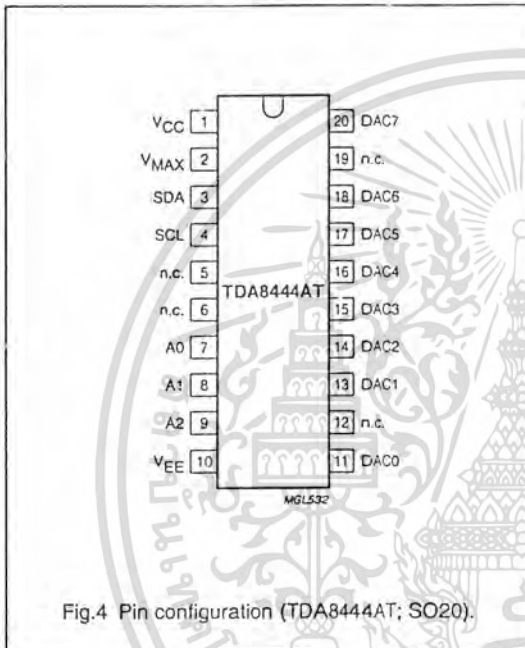 VCC 1
VMAX 2
SDA 3
SCL 4
n.c. 5
n.c. 6
A0 7
A1 8
A2 9
VEE 10
TDA8444AT
20 DAC7
19 n.c.
18 DAC6
17 DAC5
16 DAC4
15 DAC3
14 DAC2
13 DAC1
12 n.c.
11 DAC0
MGL532
Fig.4 Pin configuration (TDA8444AT; SO20).